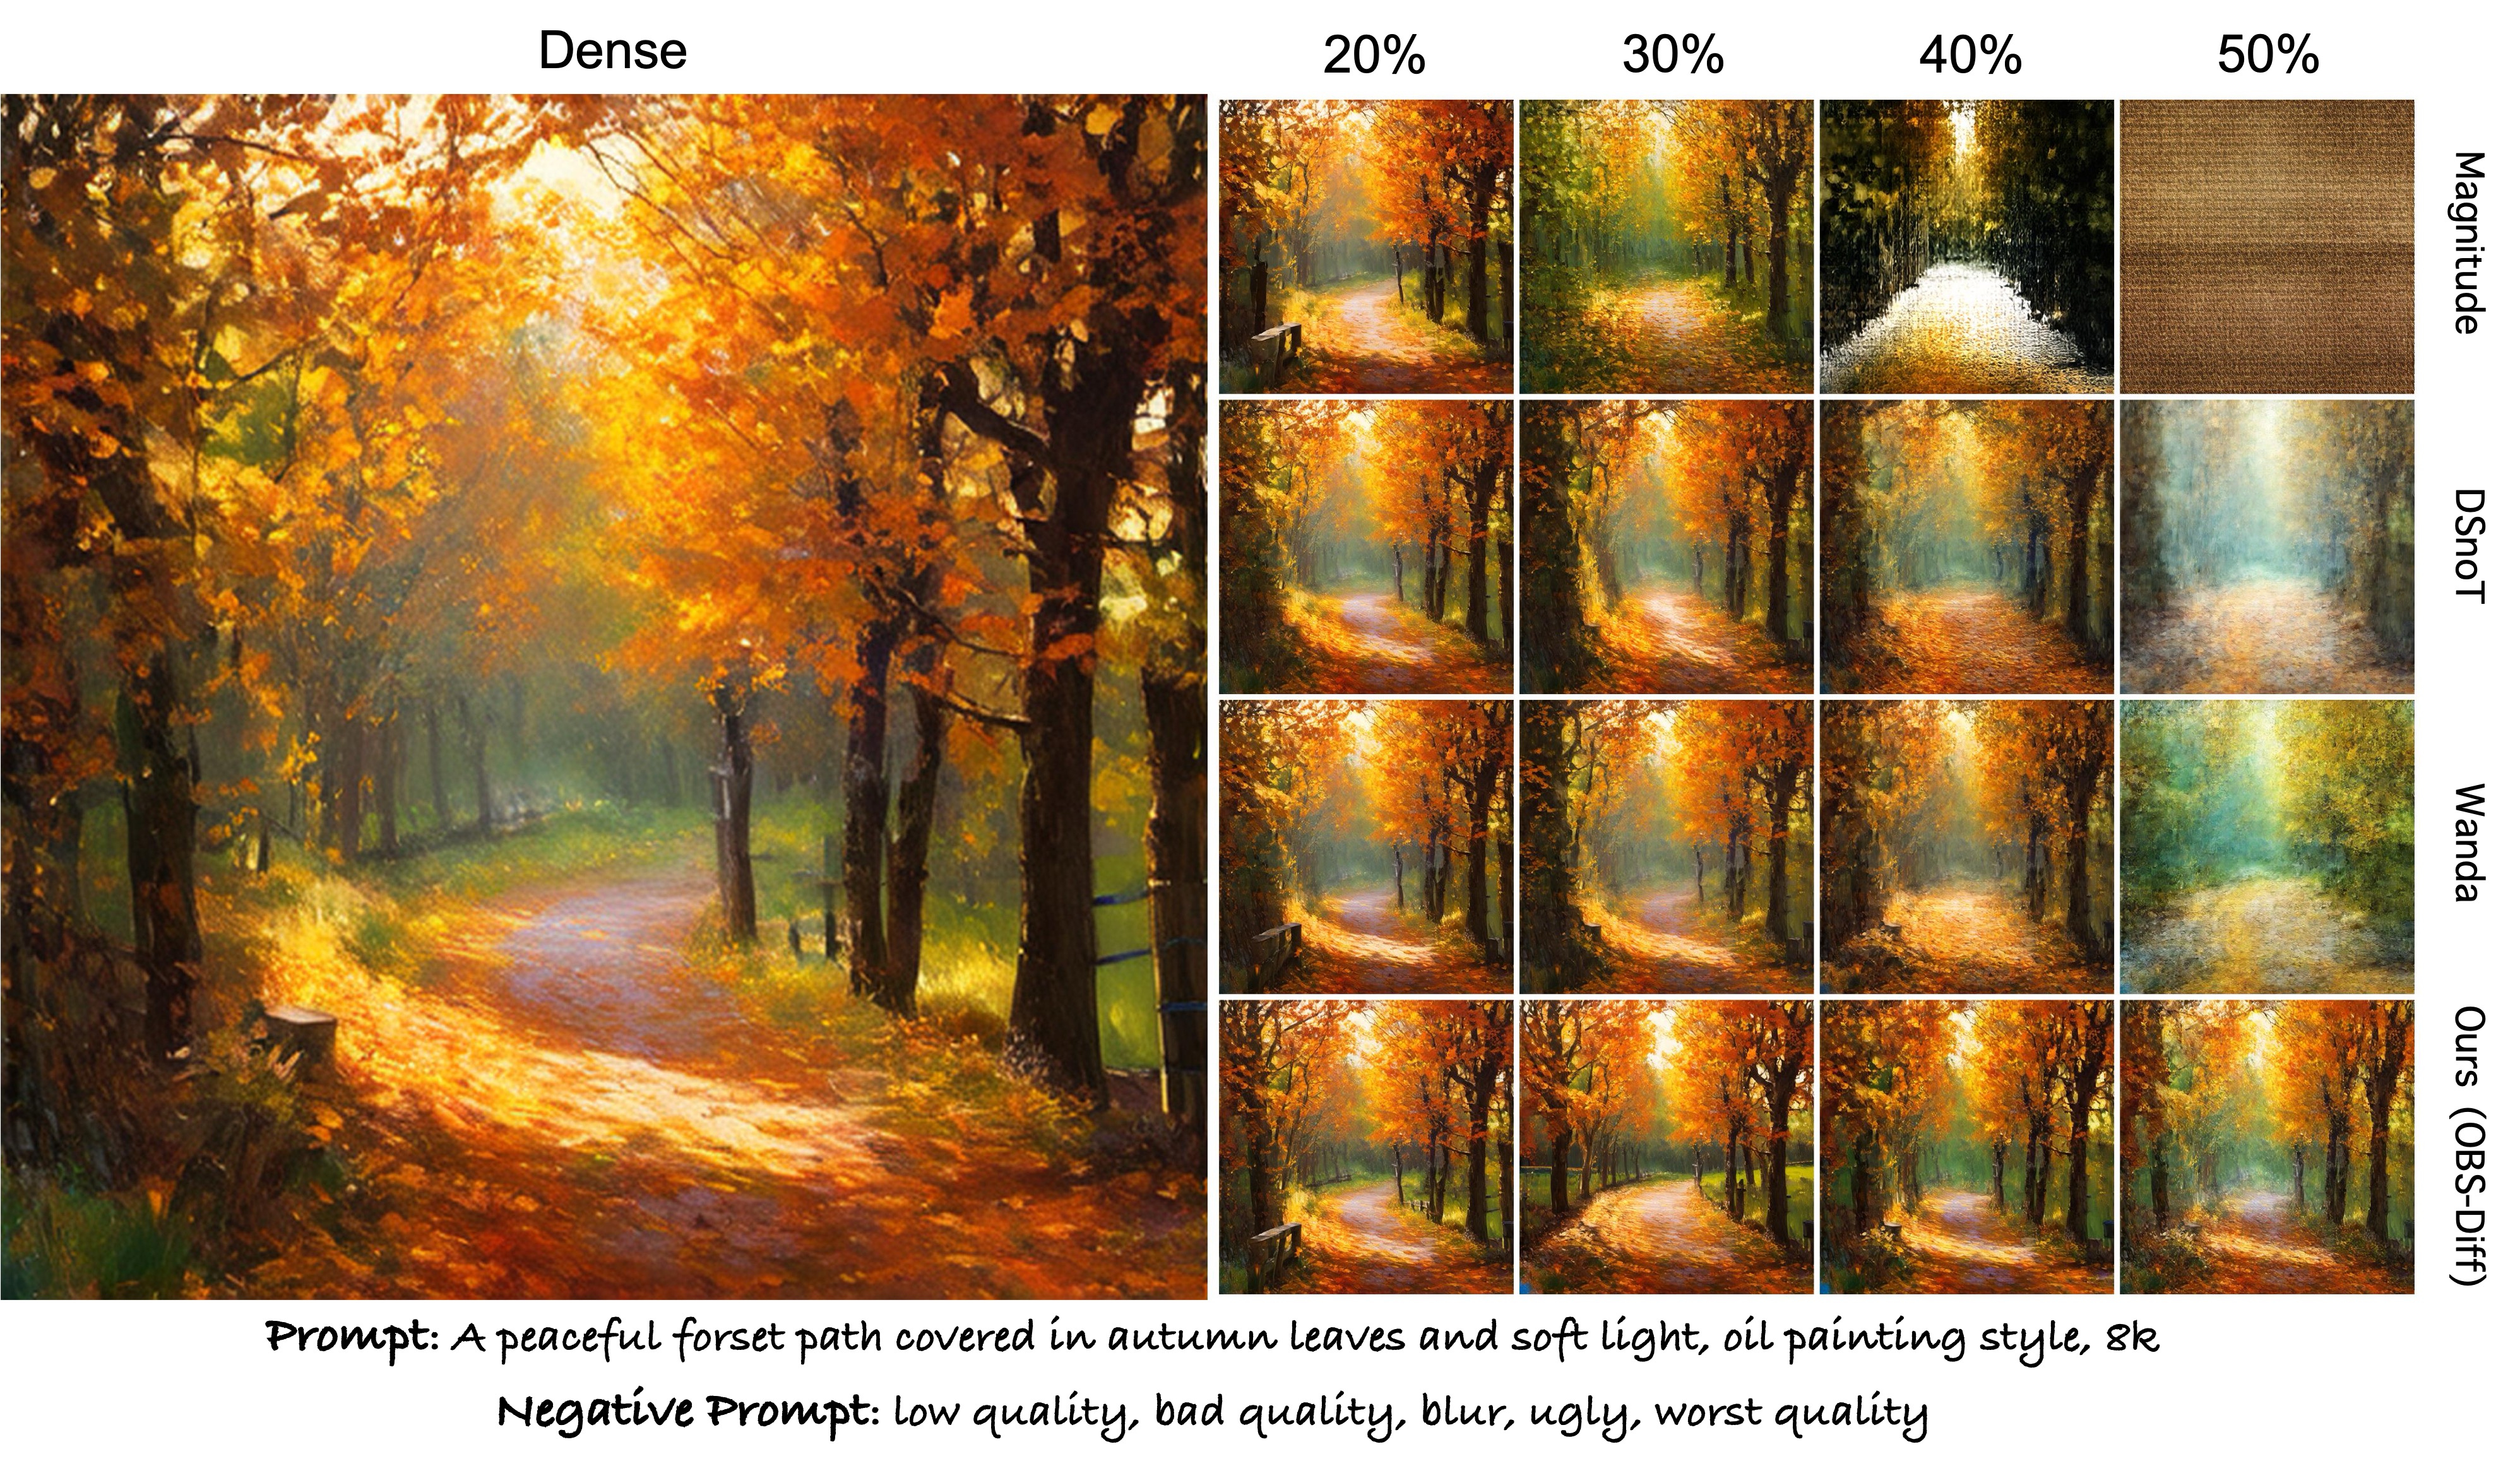 Dense 20% 30% 40% 50%
Magnitude
DSnoT
Wanda
Ours (OBS-Diff)
Prompt: A peaceful forset path covered in autumn leaves and soft light, oil painting style, 8k
Negative Prompt: low quality, bad quality, blur, ugly, worst quality